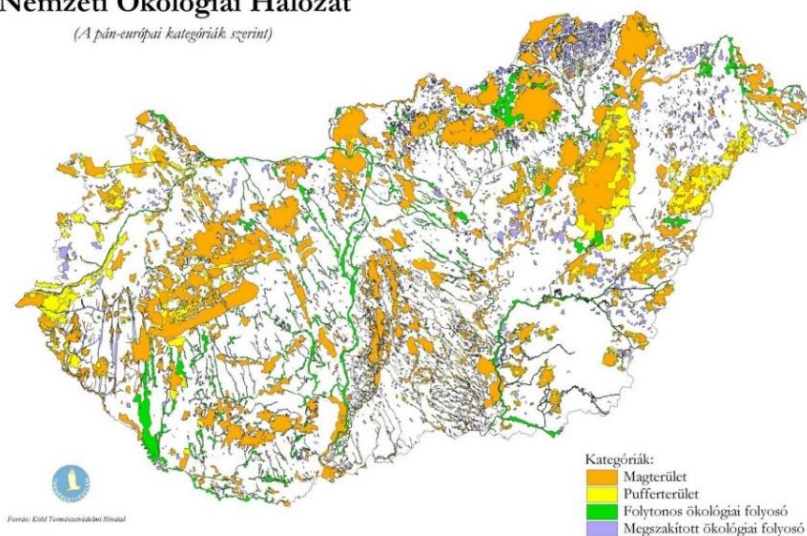 Nemzeti Ökológiai Hálózat
(A pán-európai kategóriák szerint)
Kategóriák:
Magterület
Pufferterület
Folytonos ökológiai folyosó
Megszakított ökológiai folyosó
Forrás: Természetvédelmi Hivatal